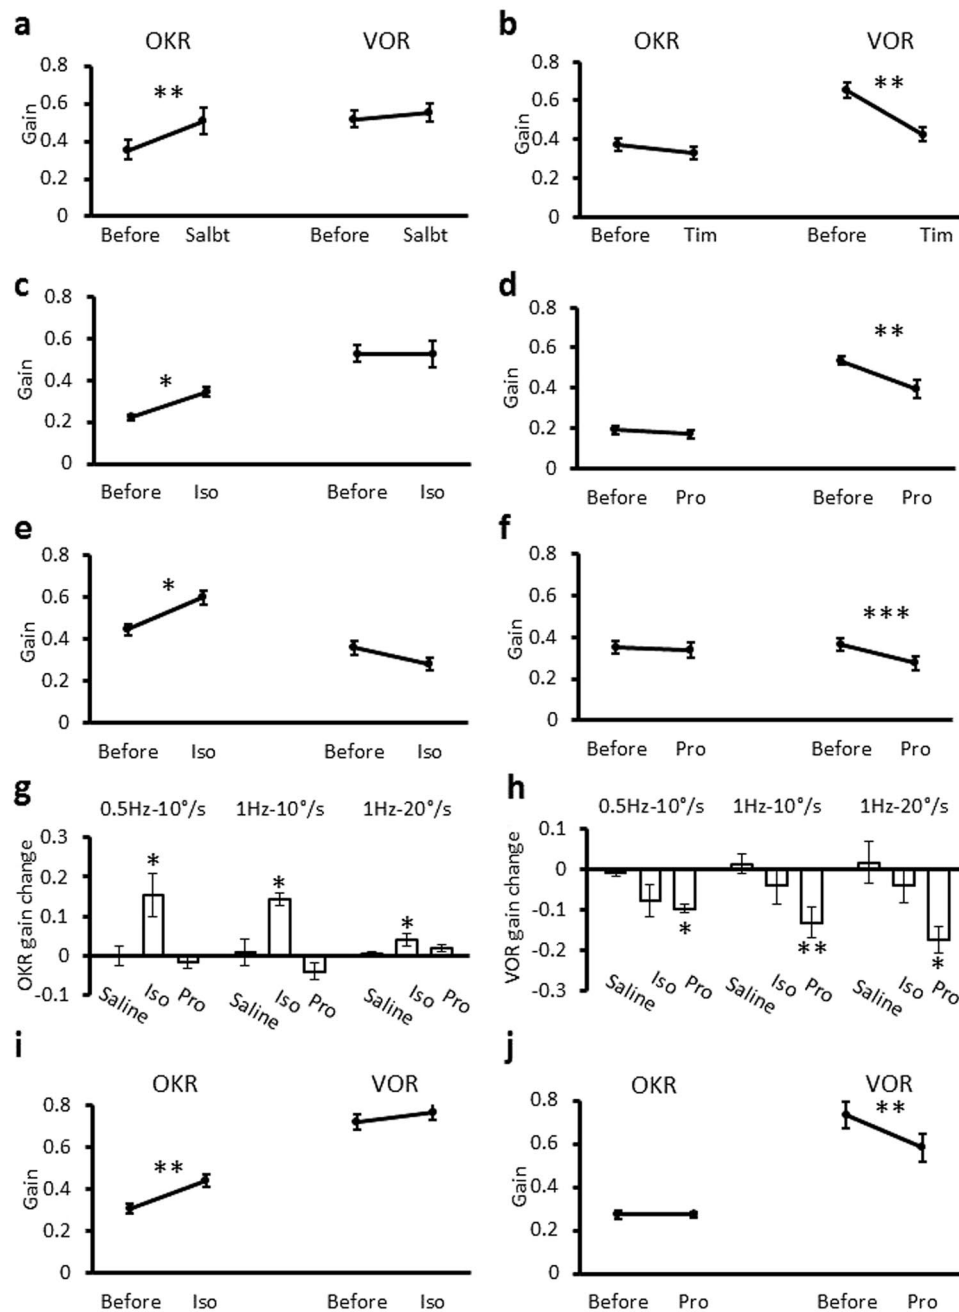 a
OKR
VOR
0.8
0.6
0.4
0.2
0
Gain
**
Before
Salbt
Before
Salbt
b
OKR
VOR
0.8
0.6
0.4
0.2
0
Gain
**
Before
Tim
Before
Tim
c
0.8
0.6
0.4
0.2
0
Gain
*
Before
Iso
Before
Iso
d
0.8
0.6
0.4
0.2
0
Gain
**
Before
Pro
Before
Pro
e
0.8
0.6
0.4
0.2
0
Gain
*
Before
Iso
Before
Iso
f
0.8
0.6
0.4
0.2
0
Gain
***
Before
Pro
Before
Pro
g
0.5Hz-10°/s
1Hz-10°/s
1Hz-20°/s
OKR gain change
0.3
0.2
0.1
0
-0.1
*
*
*
Saline
Iso
Pro
Saline
Iso
Pro
Saline
Iso
Pro
h
0.5Hz-10°/s
1Hz-10°/s
1Hz-20°/s
VOR gain change
0.1
0
-0.1
-0.2
-0.3
*
**
*
Saline
Iso
Pro
Saline
Iso
Pro
Saline
Iso
Pro
i
OKR
VOR
0.8
0.6
0.4
0.2
0
Gain
**
Before
Iso
Before
Iso
j
OKR
VOR
0.8
0.6
0.4
0.2
0
Gain
**
Before
Pro
Before
Pro